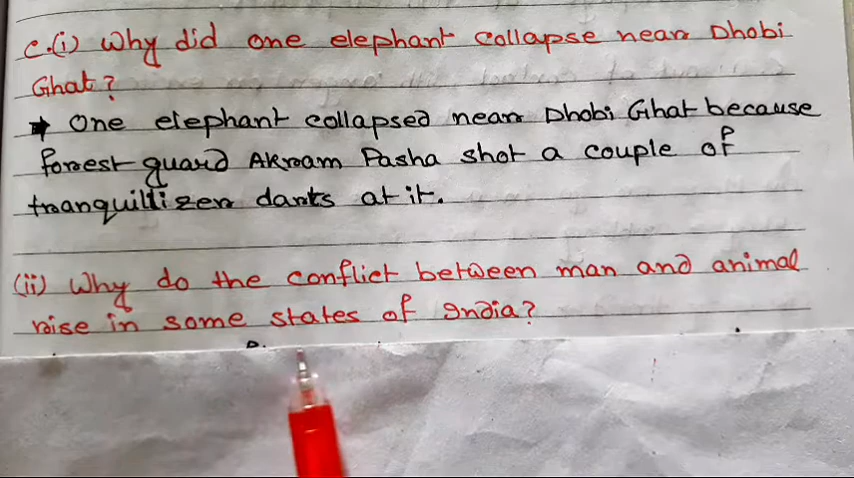 c.(i) Why did one elephant collapse near Dhobi
Ghat?
→ One elephant collapsed near Dhobi Ghat because
forest guard Akram Pasha shot a couple of
tranquillizer darts at it.
(ii) Why do the conflict between man and animal
rise in some states of India?